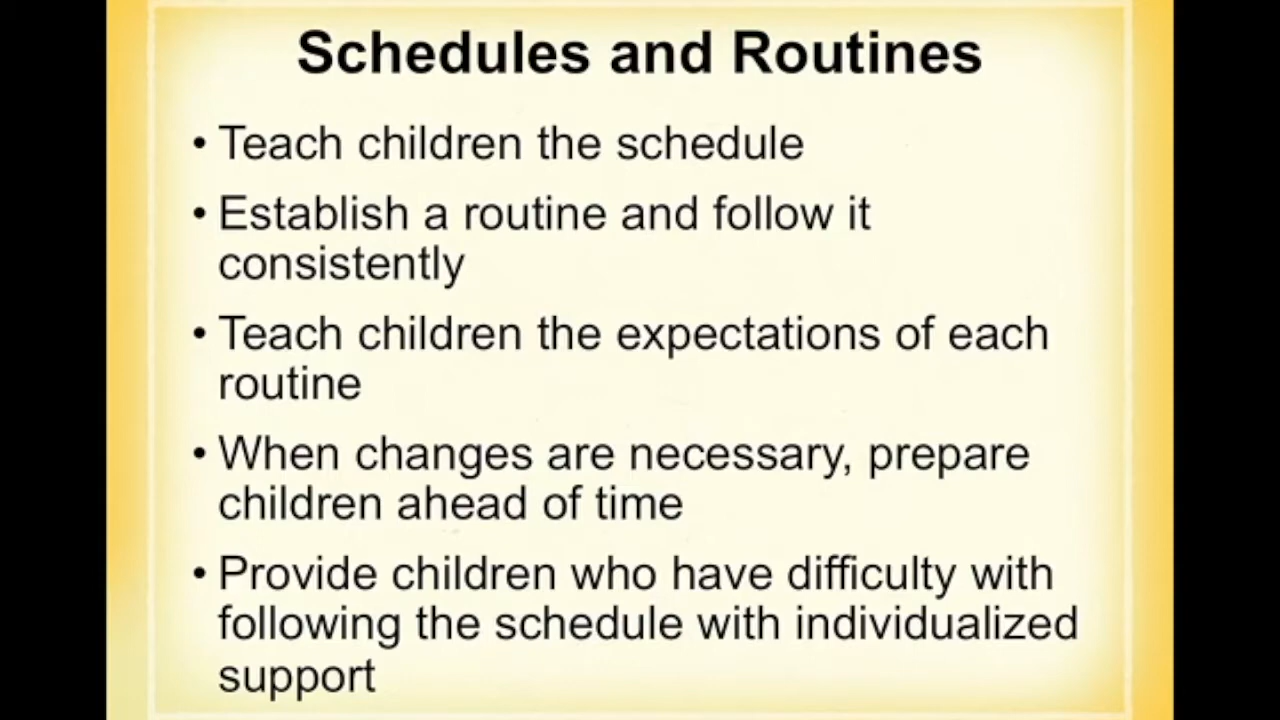 Schedules and Routines
• Teach children the schedule
• Establish a routine and follow it
consistently
• Teach children the expectations of each
routine
• When changes are necessary, prepare
children ahead of time
• Provide children who have difficulty with
following the schedule with individualized
support